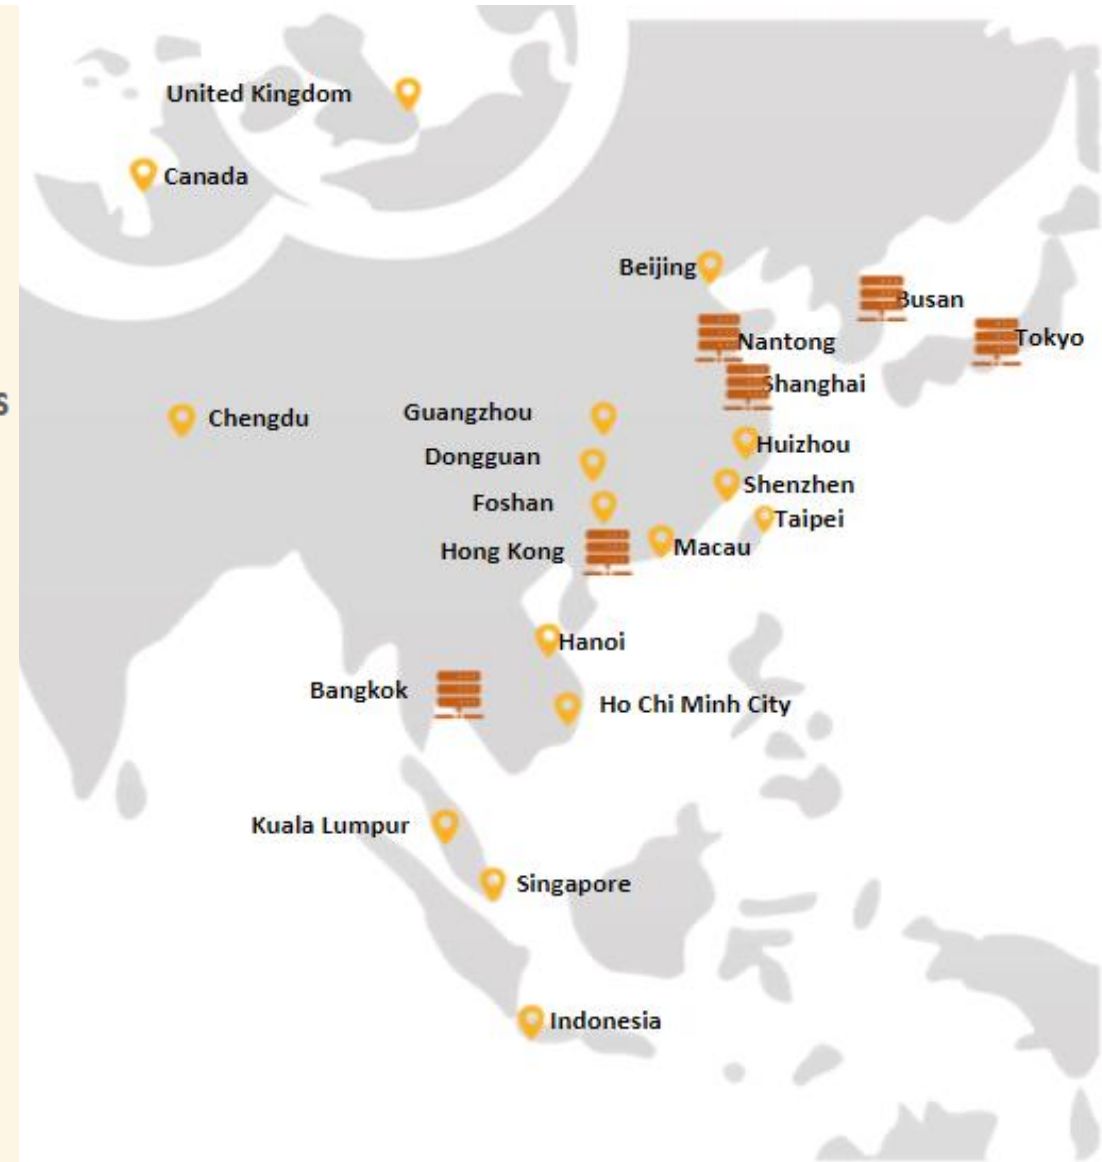 United Kingdom
Canada
Beijing
Busan
Nantong
Tokyo
Shanghai
s
Chengdu
Guangzhou
Huizhou
Dongguan
Shenzhen
Foshan
Taipei
Hong Kong
Macau
Hanoi
Bangkok
Ho Chi Minh City
Kuala Lumpur
Singapore
Indonesia